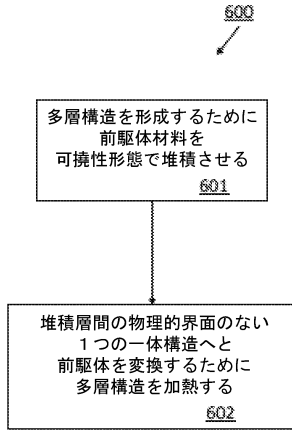 600
多層構造を形成するために
前駆体材料を
可撓性形態で堆積させる
601
堆積層間の物理的界面のない
１つの一体構造へと
前駆体を変換するために
多層構造を加熱する
602